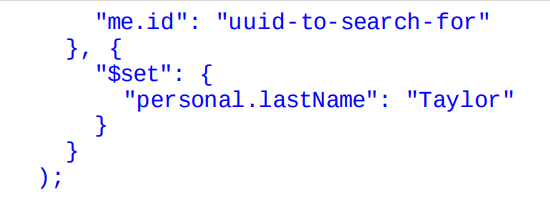 "me.id": "uuid-to-search-for"
}, {
"$set": {
"personal.lastName": "Taylor"
}
}
);